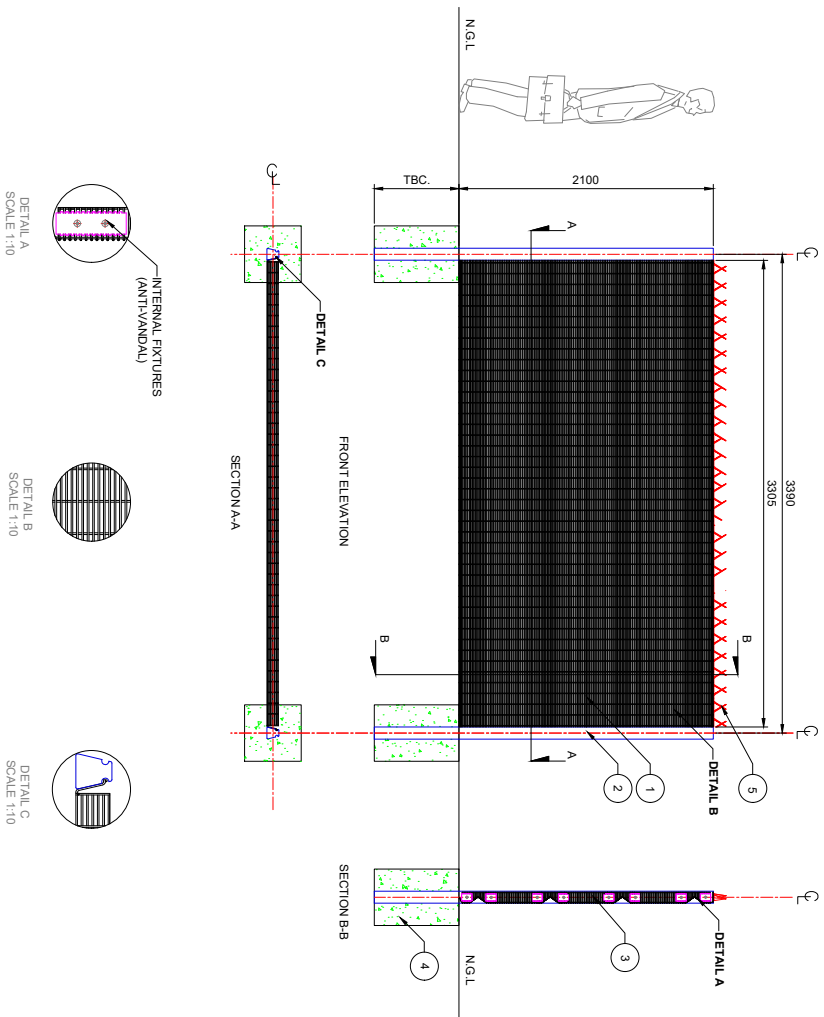 3390
3305
2100
TBC.
N.G.L
N.G.L
A
A
B
B
5
1
2
3
4
DETAIL B
DETAIL A
FRONT ELEVATION
SECTION B-B
DETAIL C
SECTION A-A
INTERNAL FIXTURES
(ANTI-VANDAL)
DETAIL A
SCALE 1:10
DETAIL B
SCALE 1:10
DETAIL C
SCALE 1:10